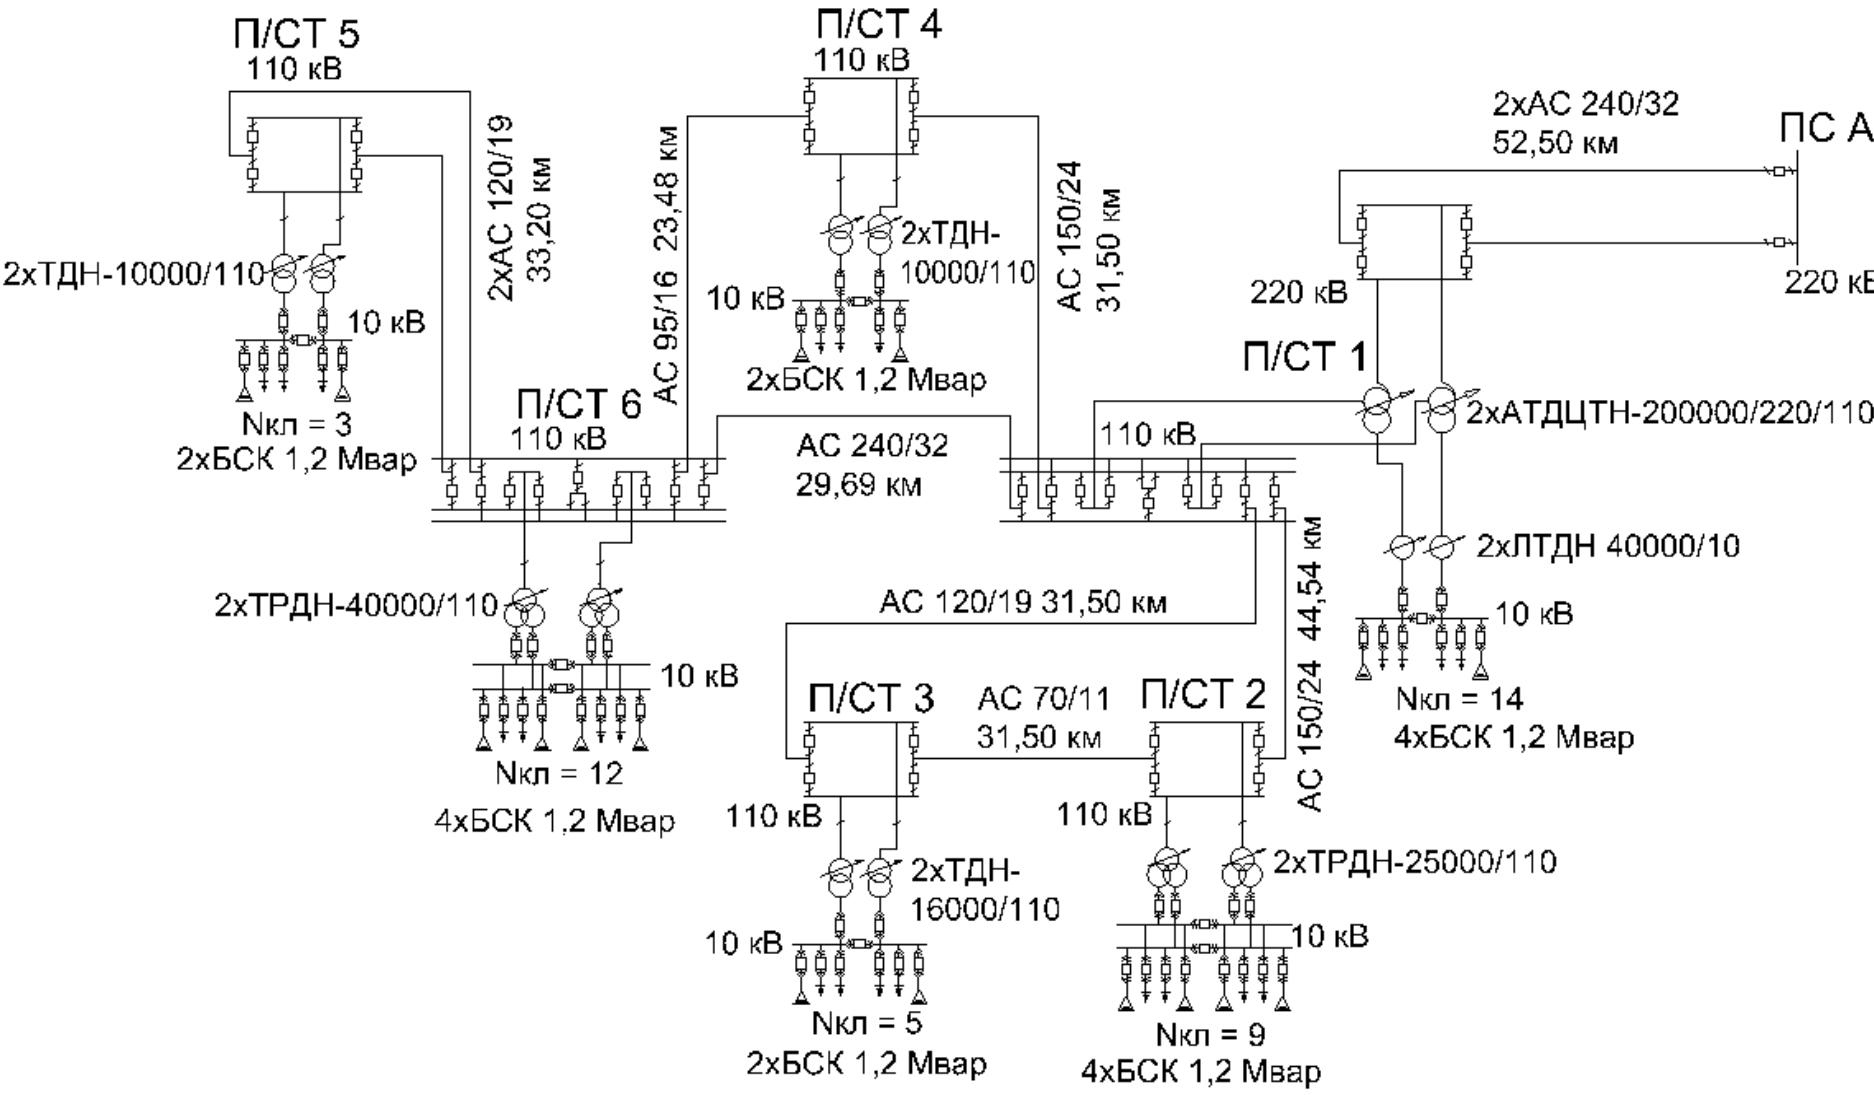 П/СТ 5
110 кВ
2хАС 120/19
33,20 км
2хТДН-10000/110
10 кВ
Nкл = 3
2хБСК 1,2 Мвар
П/СТ 4
110 кВ
АС 95/16 23,48 км
АС 150/24
31,50 км
2хТДН-
10000/110
10 кВ
2хБСК 1,2 Мвар
2хАС 240/32
52,50 км
ПС А
220 кВ
220 кВ
П/СТ 1
2хАТДЦТН-200000/220/110
110 кВ
2хЛТДН 40000/10
10 кВ
Nкл = 14
4хБСК 1,2 Мвар
П/СТ 6
110 кВ
АС 240/32
29,69 км
2хТРДН-40000/110
10 кВ
Nкл = 12
4хБСК 1,2 Мвар
АС 120/19 31,50 км
АС 150/24 44,54 км
П/СТ 3
АС 70/11
31,50 км
П/СТ 2
110 кВ
2хТДН-
16000/110
10 кВ
Nкл = 5
2хБСК 1,2 Мвар
110 кВ
2хТРДН-25000/110
10 кВ
Nкл = 9
4хБСК 1,2 Мвар